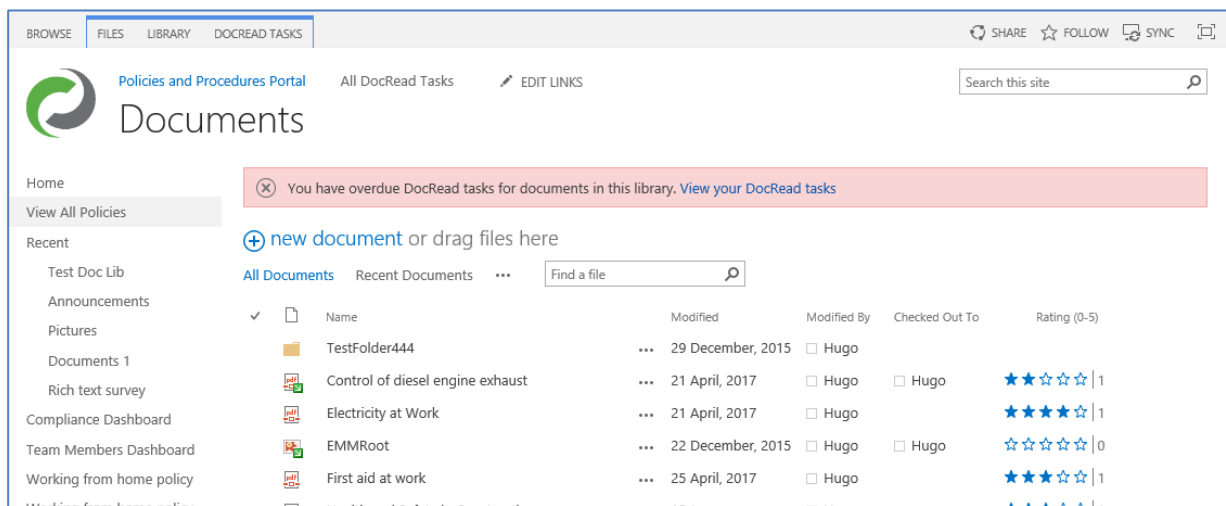 BROWSE FILES LIBRARY DOCREAD TASKS SHARE FOLLOW SYNC
Policies and Procedures Portal All DocRead Tasks EDIT LINKS Search this site
Documents
Home
View All Policies
Recent
Test Doc Lib
Announcements
Pictures
Documents 1
Rich text survey
Compliance Dashboard
Team Members Dashboard
Working from home policy
You have overdue DocRead tasks for documents in this library. View your DocRead tasks
new document or drag files here
All Documents Recent Documents ... Find a file
Name Modified Modified By Checked Out To Rating (0-5)
TestFolder444 ... 29 December, 2015 Hugo
Control of diesel engine exhaust ... 21 April, 2017 Hugo Hugo 1
Electricity at Work ... 21 April, 2017 Hugo 1
EMMRoot ... 22 December, 2015 Hugo Hugo 0
First aid at work ... 25 April, 2017 Hugo 1